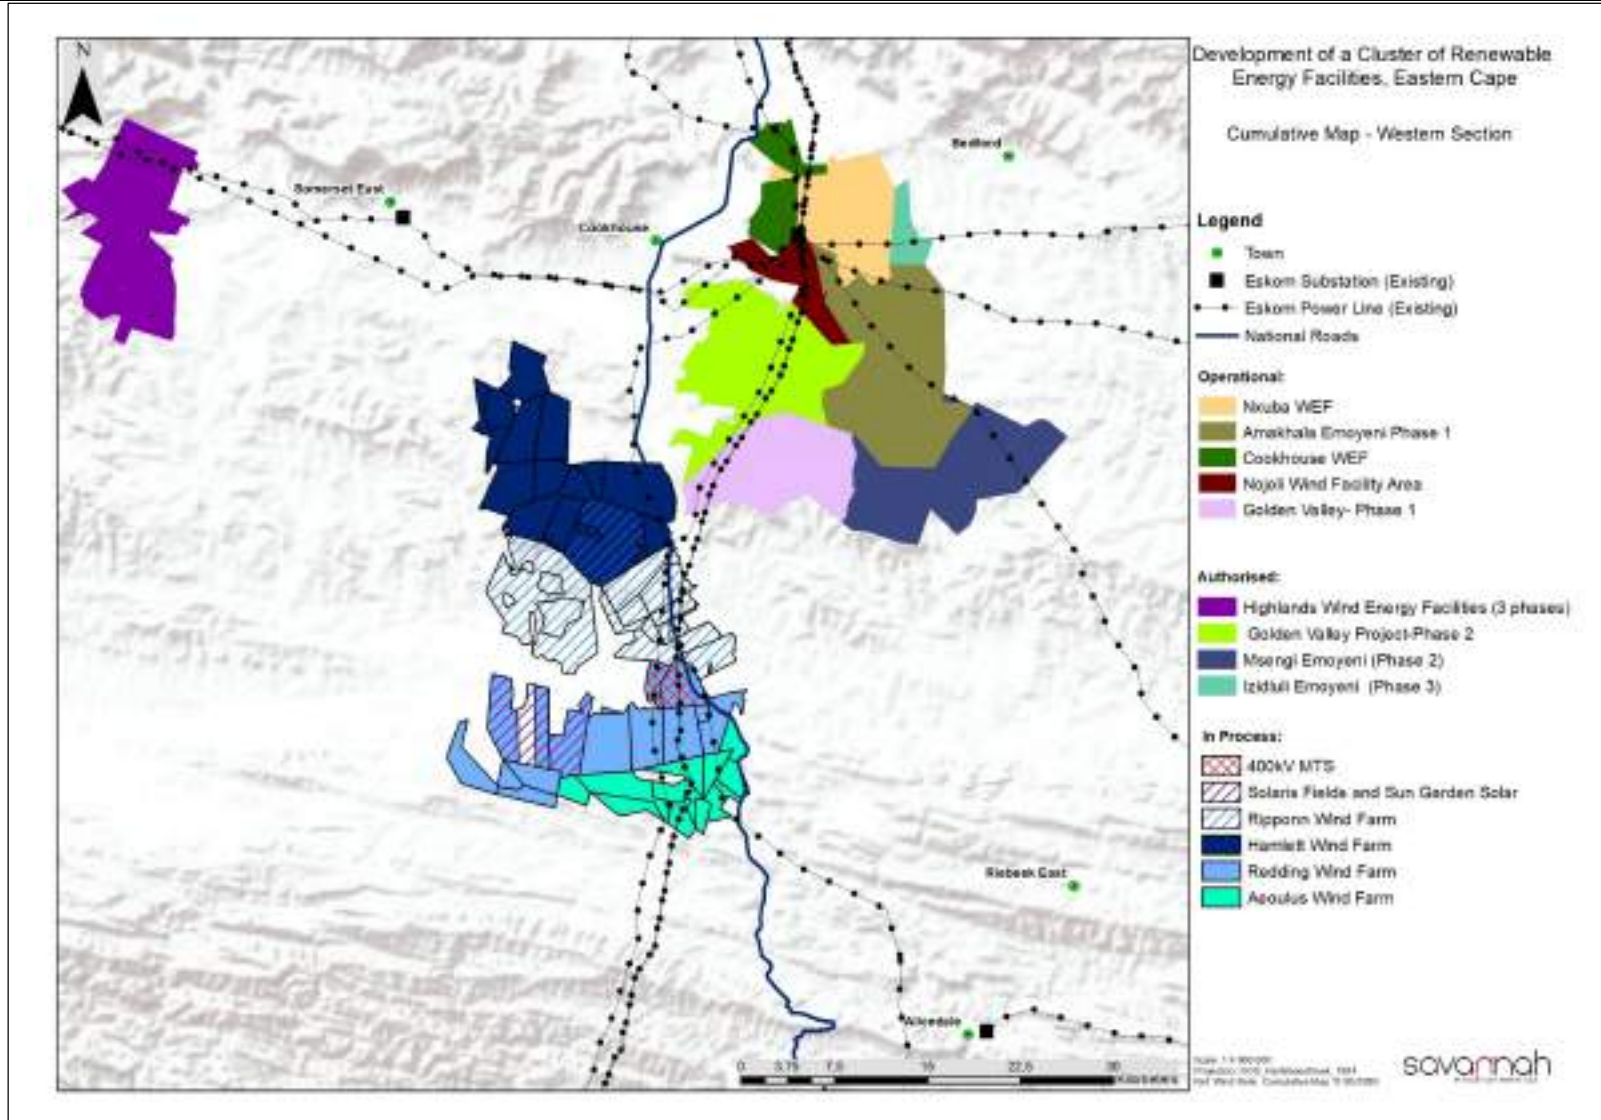 Development of a Cluster of Renewable
Energy Facilities, Eastern Cape
Cumulative Map - Western Section
N
Bedford
Somerset East
Cookhouse
Riebeek East
Alicedale
0 3,75 7,5 15 22,5 30
Kilometers
Legend
Town
Eskom Substation (Existing)
Eskom Power Line (Existing)
National Roads
Operational:
Nxuba WEF
Amakhala Emoyeni Phase 1
Cookhouse WEF
Nojoli Wind Facility Area
Golden Valley- Phase 1
Authorised:
Highlands Wind Energy Facilities (3 phases)
Golden Valley Project-Phase 2
Msengi Emoyeni (Phase 2)
Izidluli Emoyeni (Phase 3)
In Process:
400kV MTS
Solaris Fields and Sun Garden Solar
Ripponn Wind Farm
Hamlett Wind Farm
Redding Wind Farm
Aeoulus Wind Farm
savannah